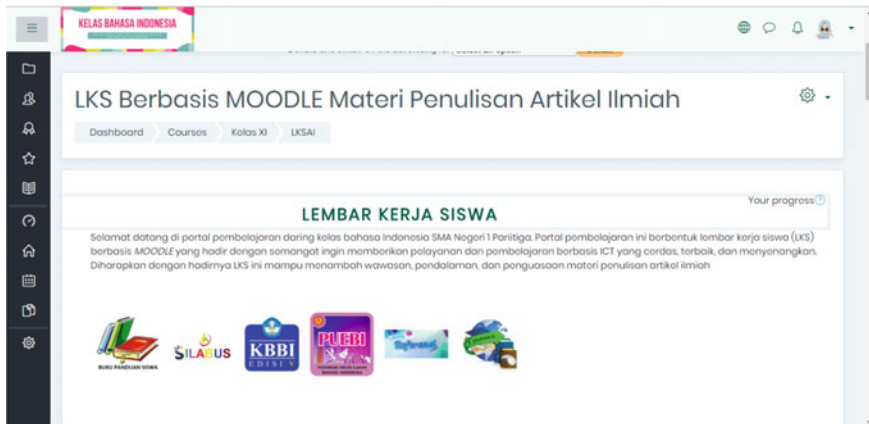 KELAS BAHASA INDONESIA
LKS Berbasis MOODLE Materi Penulisan Artikel Ilmiah
Dashboard Courses Kelas XI LKSAI
Your progress
LEMBAR KERJA SISWA
Selamat datang di portal pembelajaran daring kelas bahasa Indonesia SMA Negeri 1 Pariitiga. Portal pembelajaran ini berbentuk lembar kerja siswa (LKS)
berbasis MOODLE yang hadir dengan semangat ingin memberikan pelayanan dan pembelajaran berbasis ICT yang cerdas, terbaik, dan menyenangkan.
Diharapkan dengan hadirnya LKS ini mampu menambah wawasan, pendalaman, dan penguasaan materi penulisan artikel ilmiah
BUKU PANDUAN SISWA
SILABUS
KBBI
EDISI V
PUEBI
Referensi